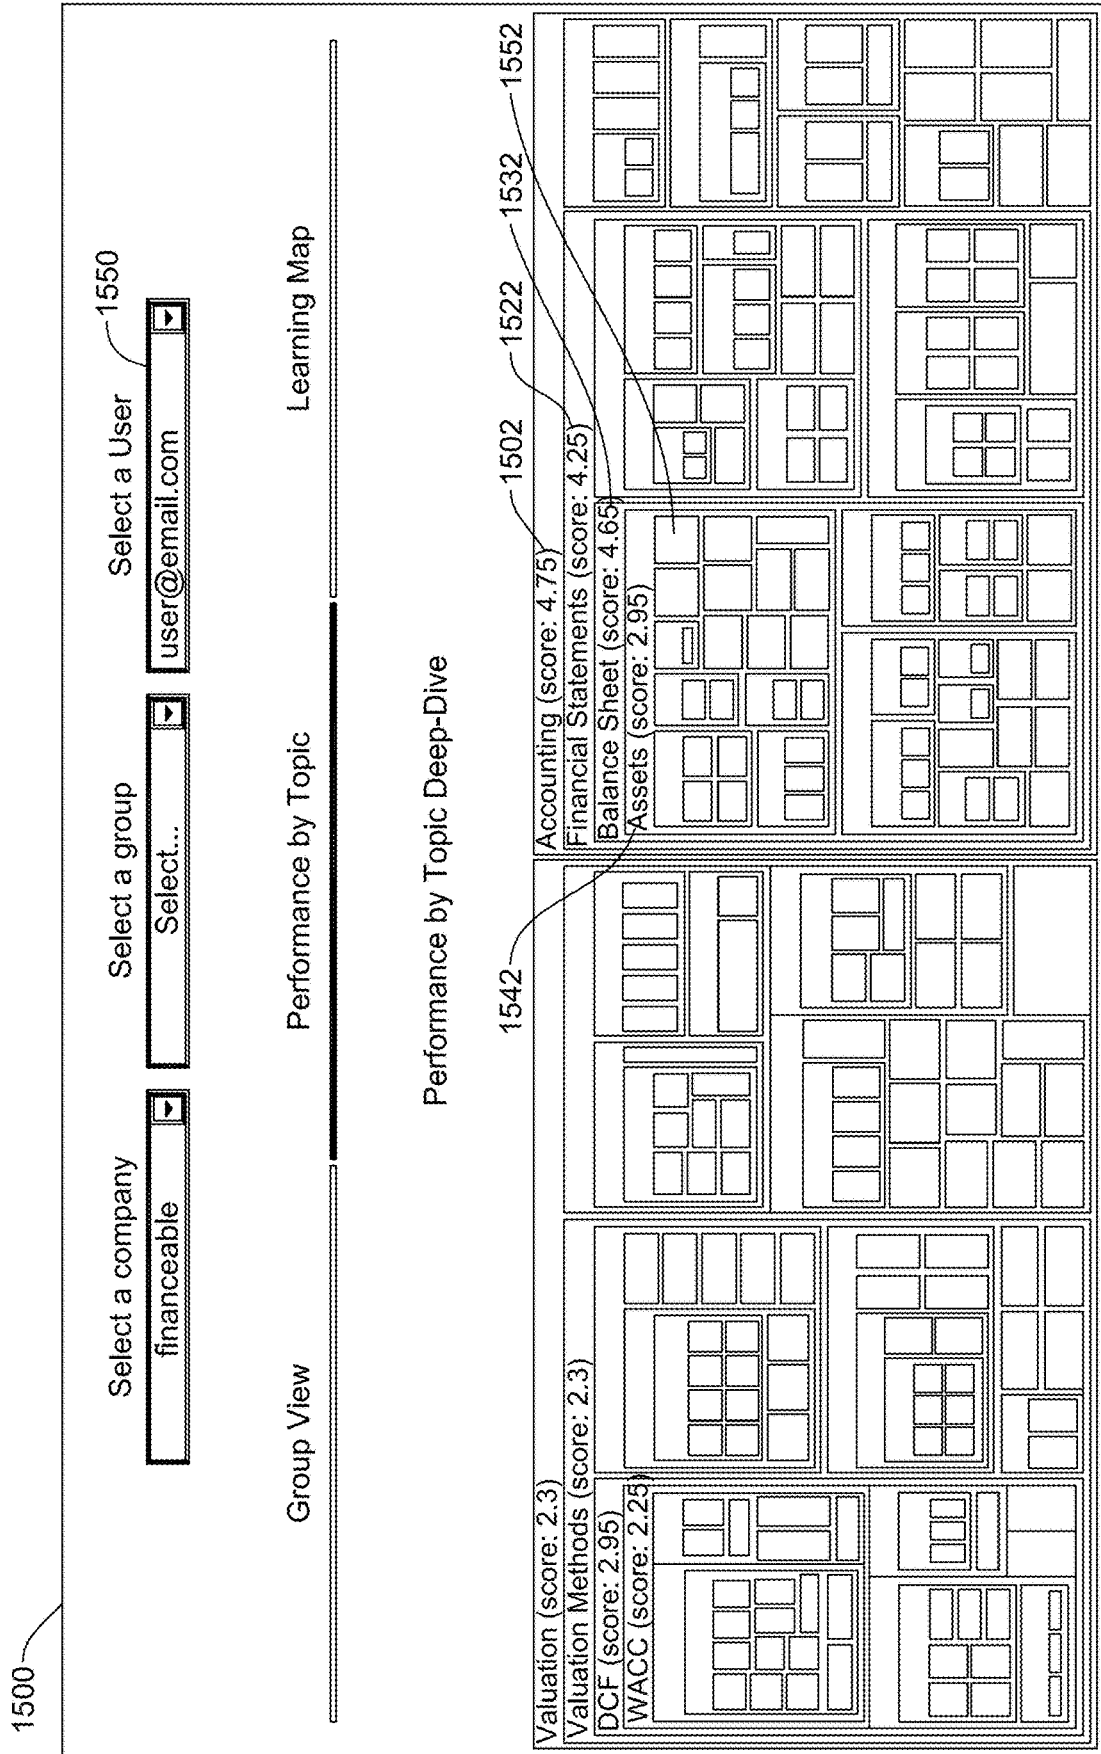 1500
Select a company
Select a group
Select a User
financeable
Select...
user@email.com
1550
Group View
Performance by Topic
Learning Map
Performance by Topic Deep-Dive
1542
1502
1522
1532
1552
Valuation (score: 2.3)
Valuation Methods (score: 2.3)
DCF (score: 2.95)
WACC (score: 2.25)
Accounting (score: 4.75)
Financial Statements (score: 4.25)
Balance Sheet (score: 4.65)
Assets (score: 2.95)